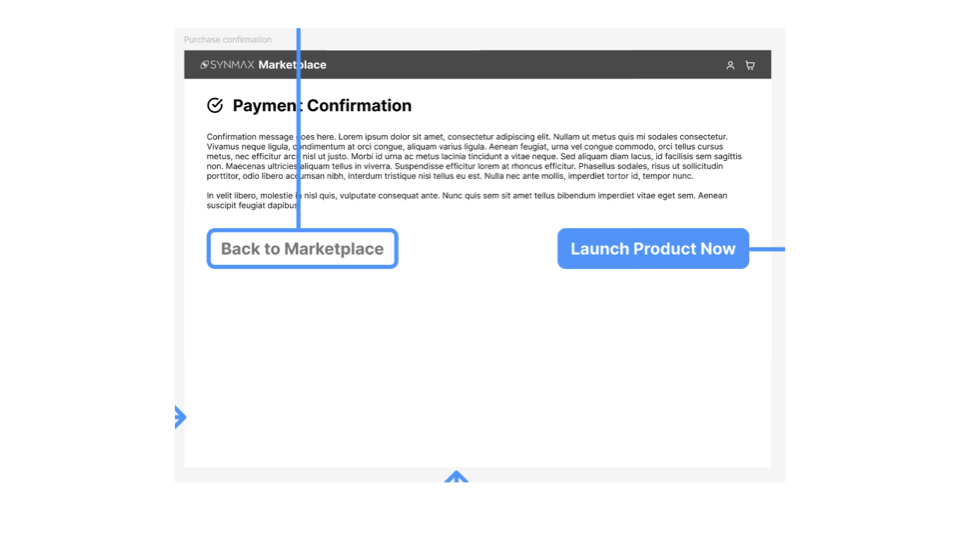 Purchase confirmation
SYNMAX Marketplace
Payment Confirmation
Confirmation message goes here. Lorem ipsum dolor sit amet, consectetur adipiscing elit. Nullam ut metus quis mi sodales consectetur.
Vivamus neque ligula, condimentum at orci congue, aliquam varius ligula. Aenean feugiat, urna vel congue commodo, orci tellus cursus
metus, nec efficitur arcu nisl ut justo. Morbi id urna ac metus lacinia tincidunt a vitae neque. Sed aliquam diam lacus, id facilisis sem sagittis
non. Maecenas ultricies aliquam tellus in viverra. Suspendisse efficitur lorem at rhoncus efficitur. Phasellus sodales, risus ut sollicitudin
porttitor, odio libero accumsan nibh, interdum tristique nisi tellus eu est. Nulla nec ante mollis, imperdiet tortor id, tempor nunc.
In velit libero, molestie in nisl quis, vulputate consequat ante. Nunc quis sem sit amet tellus bibendum imperdiet vitae eget sem. Aenean
suscipit feugiat dapibus.
Back to Marketplace
Launch Product Now